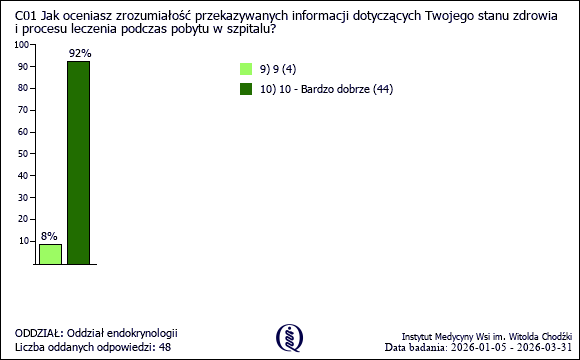 C01 Jak oceniasz zrozumiałość przekazywanych informacji dotyczących Twojego stanu zdrowia
i procesu leczenia podczas pobytu w szpitalu?
100
90
80
70
60
50
40
30
20
10
8%
92%
9) 9 (4)
10) 10 - Bardzo dobrze (44)
ODDZIAŁ: Oddział endokrynologii
Liczba oddanych odpowiedzi: 48
Instytut Medycyny Wsi im. Witolda Chodźki
Data badania: 2026-01-05 - 2026-03-31